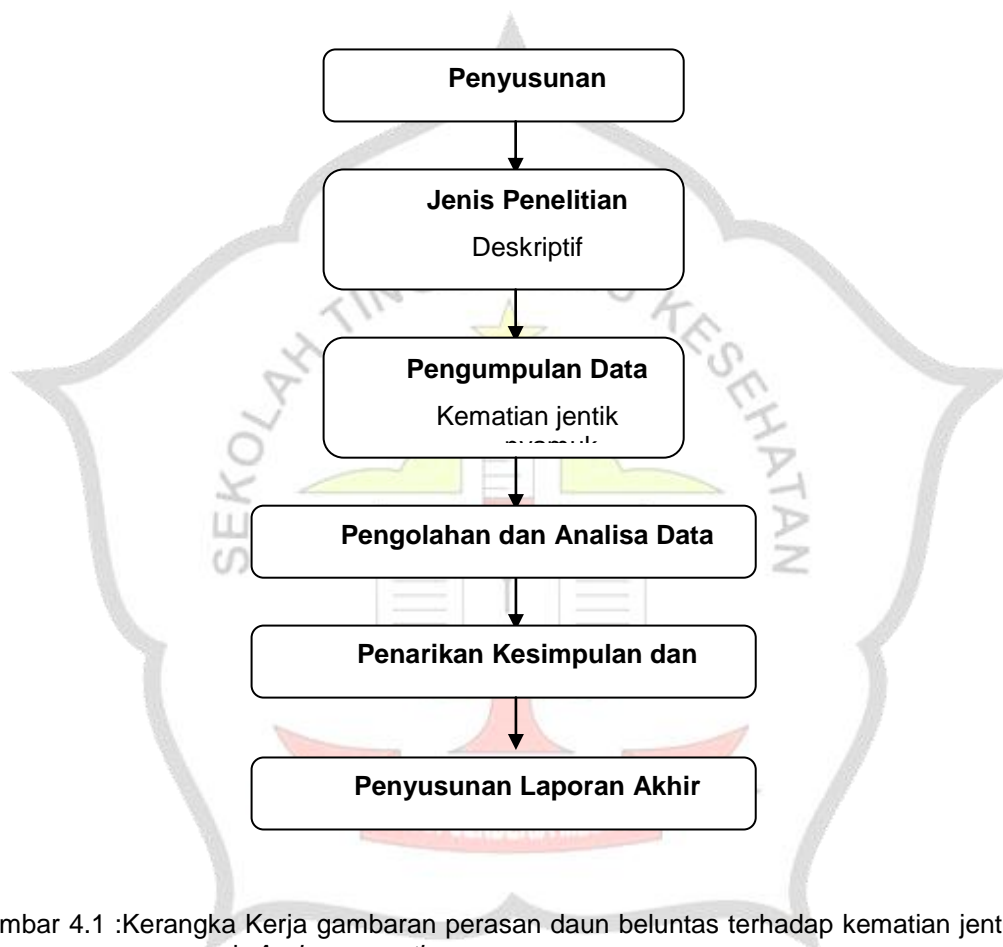 Penyusunan
Jenis Penelitian
Deskriptif
Pengumpulan Data
Kematian jentik
nyamuk
Pengolahan dan Analisa Data
Penarikan Kesimpulan dan
Penyusunan Laporan Akhir
SEKOLAH KESEHATAN
mbar 4.1 :Kerangka Kerja gambaran perasan daun beluntas terhadap kematian jent